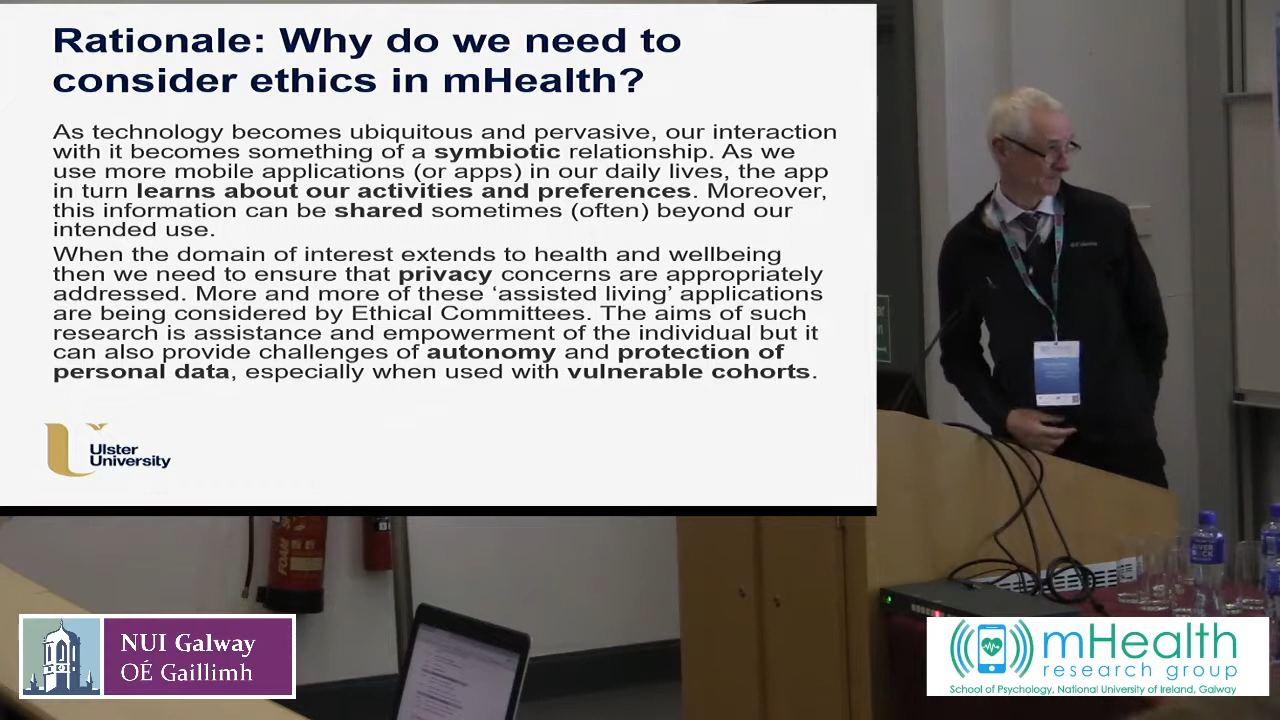 Rationale: Why do we need to
consider ethics in mHealth?
As technology becomes ubiquitous and pervasive, our interaction
with it becomes something of a symbiotic relationship. As we
use more mobile applications (or apps) in our daily lives, the app
in turn learns about our activities and preferences. Moreover,
this information can be shared sometimes (often) beyond our
intended use.
When the domain of interest extends to health and wellbeing
then we need to ensure that privacy concerns are appropriately
addressed. More and more of these ‘assisted living’ applications
are being considered by Ethical Committees. The aims of such
research is assistance and empowerment of the individual but it
can also provide challenges of autonomy and protection of
personal data, especially when used with vulnerable cohorts.
Ulster
University
FOAM
RIVER
ROCK
NUI Galway
OÉ Gaillimh
mHealth
research group
School of Psychology, National University of Ireland, Galway